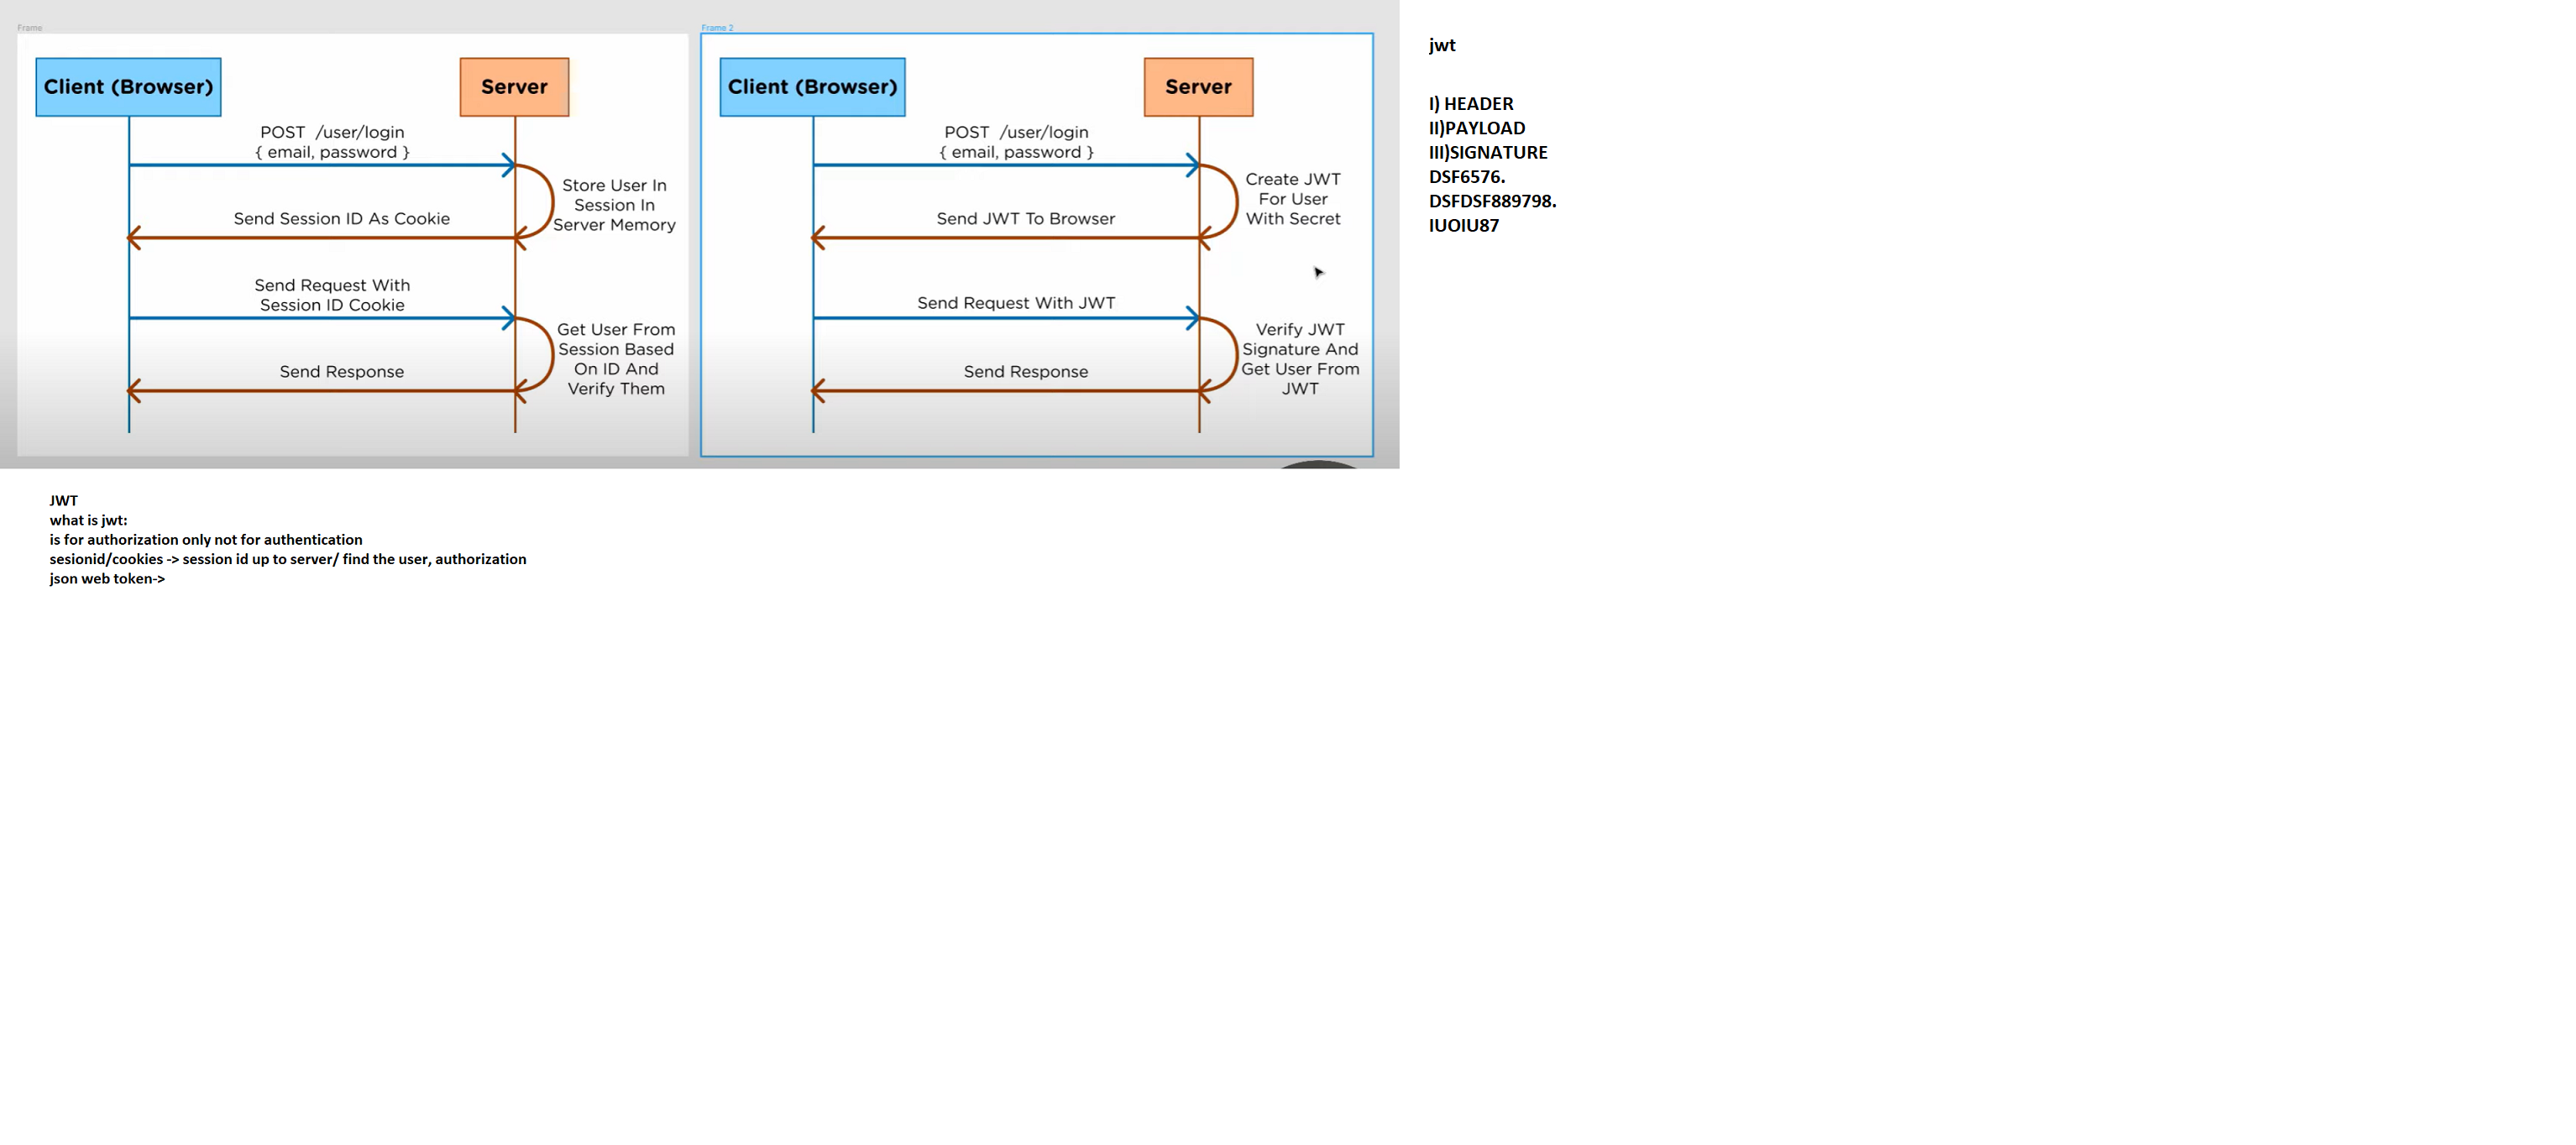 Frame
Client (Browser)
Server
POST /user/login
{ email, password }
Store User In
Session In
Server Memory
Send Session ID As Cookie
Send Request With
Session ID Cookie
Get User From
Session Based
On ID And
Verify Them
Send Response
Frame 2
Client (Browser)
Server
POST /user/login
{ email, password }
Create JWT
For User
With Secret
Send JWT To Browser
Send Request With JWT
Verify JWT
Signature And
Get User From
JWT
Send Response
jwt
I) HEADER
II)PAYLOAD
III)SIGNATURE
DSF6576.
DSFDSF889798.
IUOIU87
JWT
what is jwt:
is for authorization only not for authentication
sesionid/cookies -> session id up to server/ find the user, authorization
json web token->